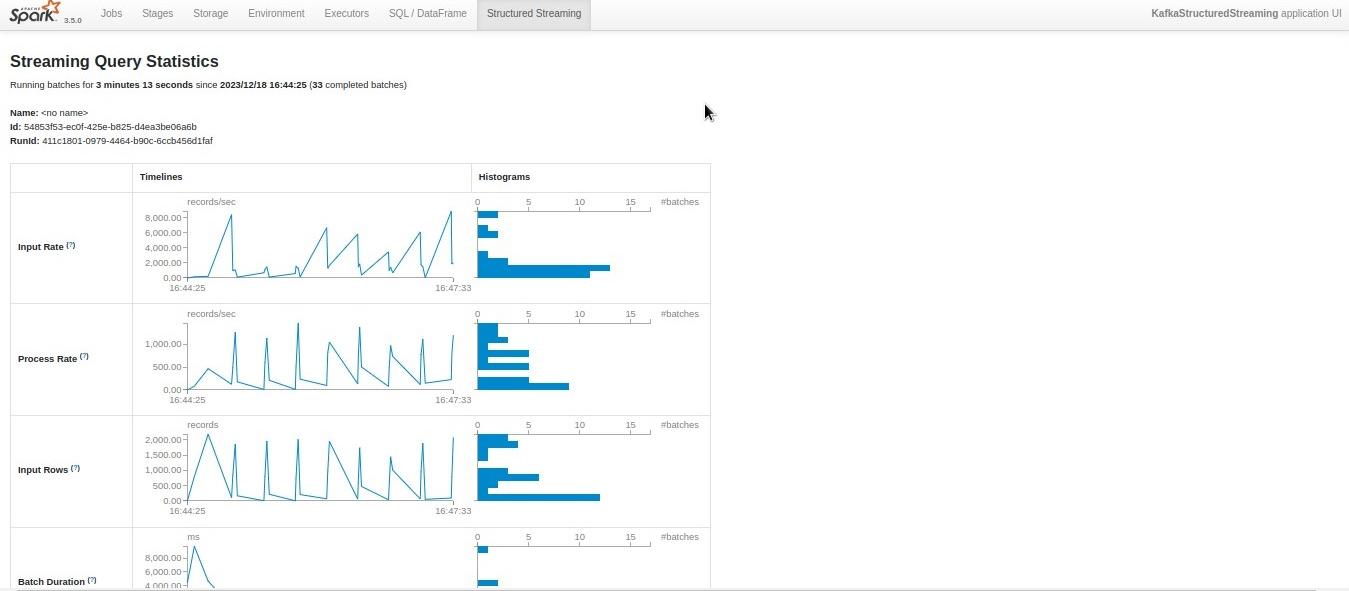 APACHE
Spark 3.5.0 Jobs Stages Storage Environment Executors SQL / DataFrame Structured Streaming KafkaStructuredStreaming application UI
Streaming Query Statistics
Running batches for 3 minutes 13 seconds since 2023/12/18 16:44:25 (33 completed batches)
Name: <no name>
Id: 54853f53-ec0f-425e-b825-d4ea3be06a6b
RunId: 411c1801-0979-4464-b90c-6ccb456d1faf
Timelines Histograms
records/sec 0 5 10 15 #batches
8,000.00
6,000.00
Input Rate (?)
4,000.00
2,000.00
0.00
16:44:25 16:47:33
records/sec 0 5 10 15 #batches
1,000.00
Process Rate (?)
500.00
0.00
16:44:25 16:47:33
records 0 5 10 15 #batches
2,000.00
1,500.00
Input Rows (?)
1,000.00
500.00
0.00
16:44:25 16:47:33
ms 0 5 10 15 #batches
8,000.00
6,000.00
Batch Duration (?)
4,000.00